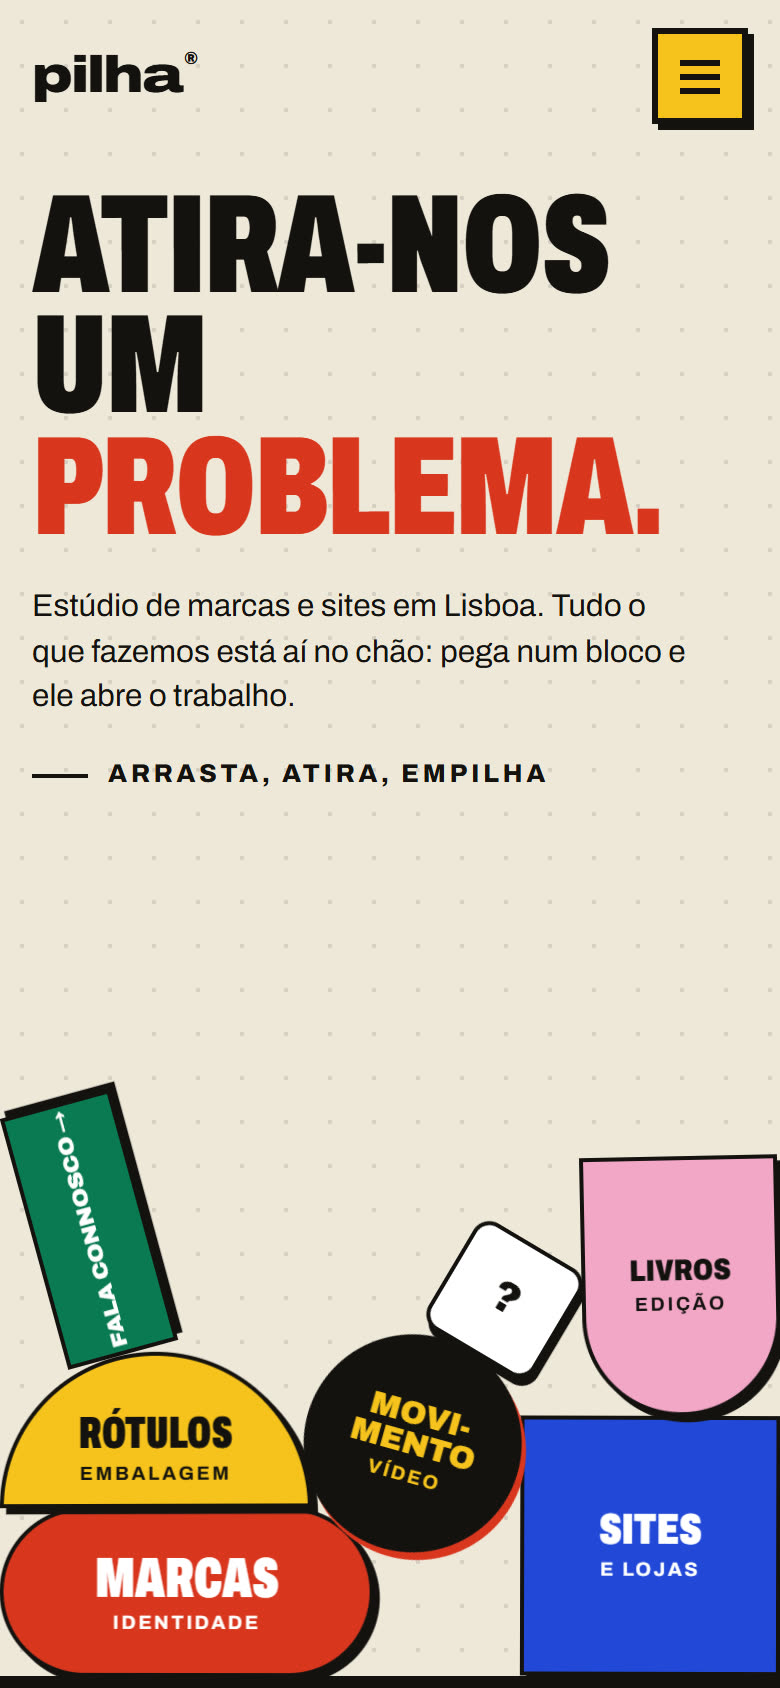 pilha®
ATIRA-NOS
UM
PROBLEMA.
Estúdio de marcas e sites em Lisboa. Tudo o
que fazemos está aí no chão: pega num bloco e
ele abre o trabalho.
ARRASTA, ATIRA, EMPILHA
FALA CONNOSCO →
?
LIVROS
EDIÇÃO
RÓTULOS
EMBALAGEM
MOVI-
MENTO
VÍDEO
SITES
E LOJAS
MARCAS
IDENTIDADE